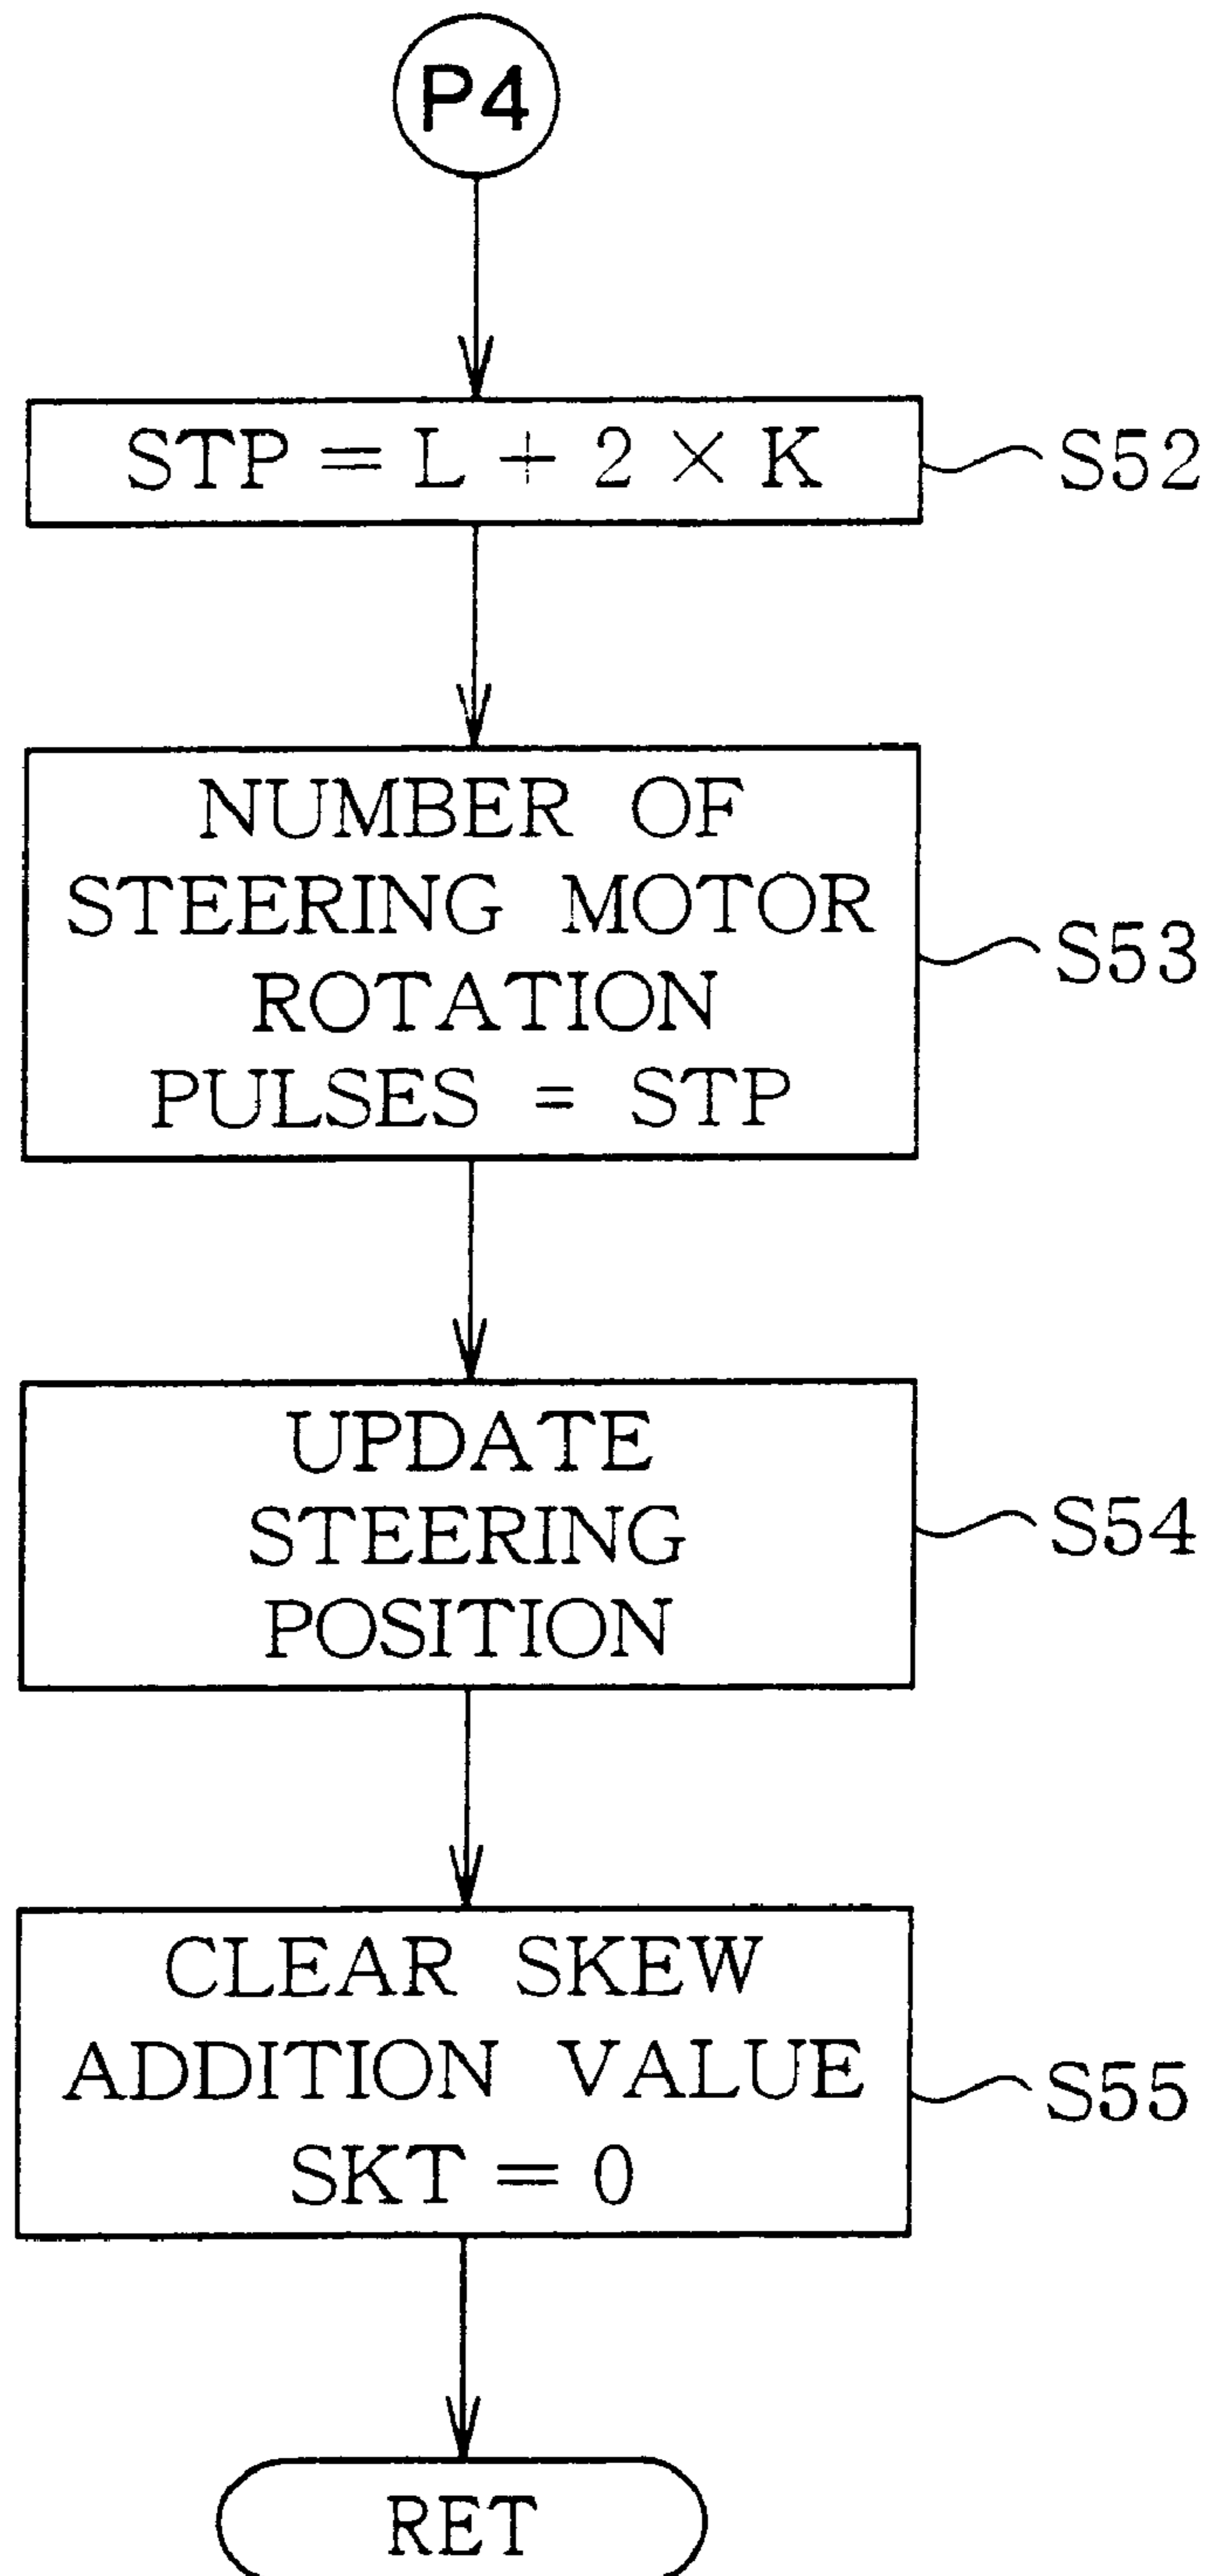 P4
STP = L + 2 × K
S52
NUMBER OF
STEERING MOTOR
ROTATION
PULSES = STP
S53
UPDATE
STEERING
POSITION
S54
CLEAR SKEW
ADDITION VALUE
SKT = 0
S55
RET